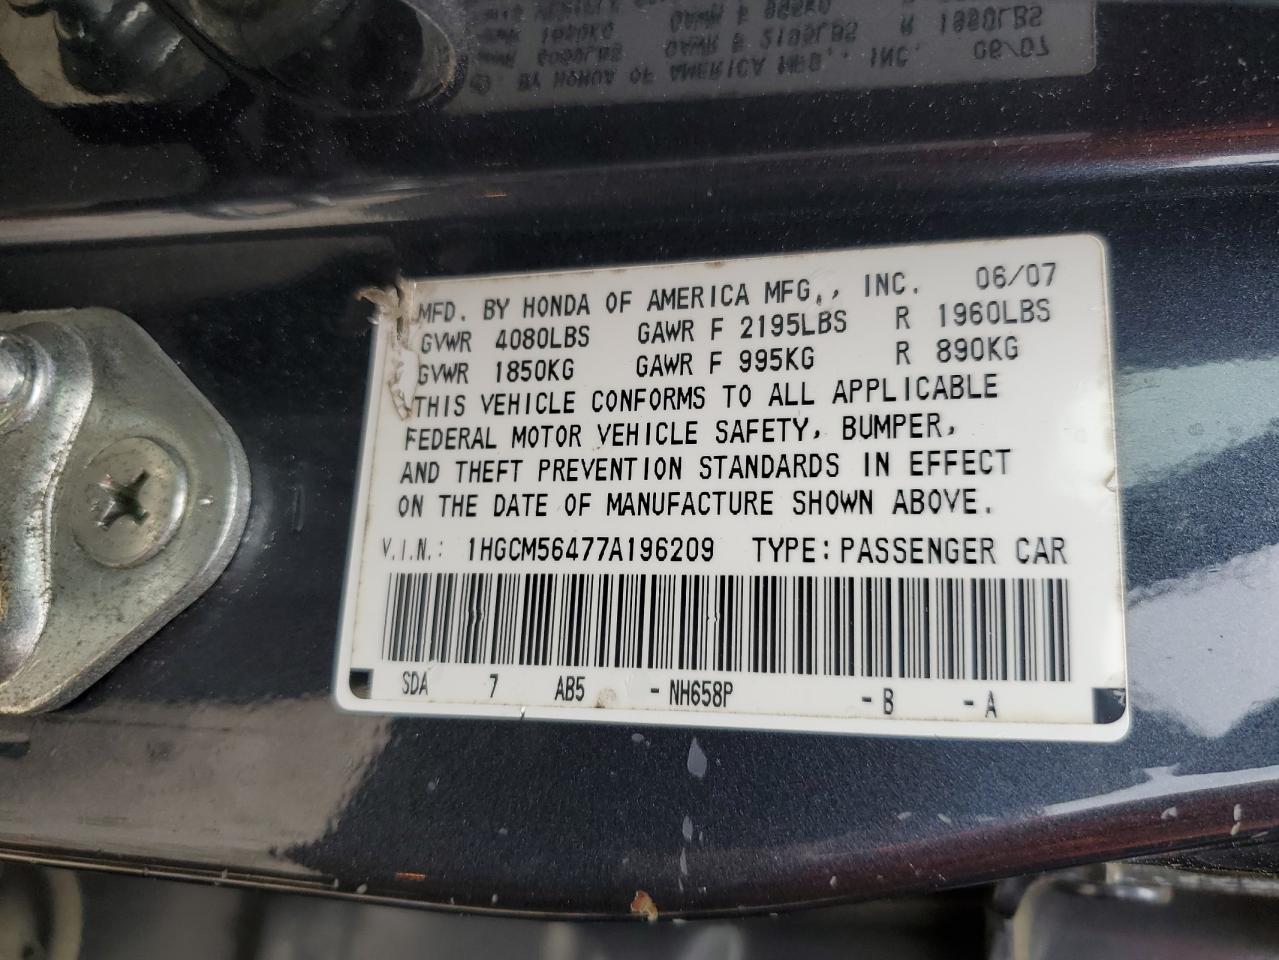 MFD. BY HONDA OF AMERICA MFG., INC. 06/07
GVWR 4080LBS GAWR F 2195LBS R 1960LBS
GVWR 1850KG GAWR F 995KG R 890KG
THIS VEHICLE CONFORMS TO ALL APPLICABLE
FEDERAL MOTOR VEHICLE SAFETY, BUMPER,
AND THEFT PREVENTION STANDARDS IN EFFECT
ON THE DATE OF MANUFACTURE SHOWN ABOVE.
V.I.N.: 1HGCM56477A196209 TYPE: PASSENGER CAR
SDA 7 AB5 -NH658P -B -A